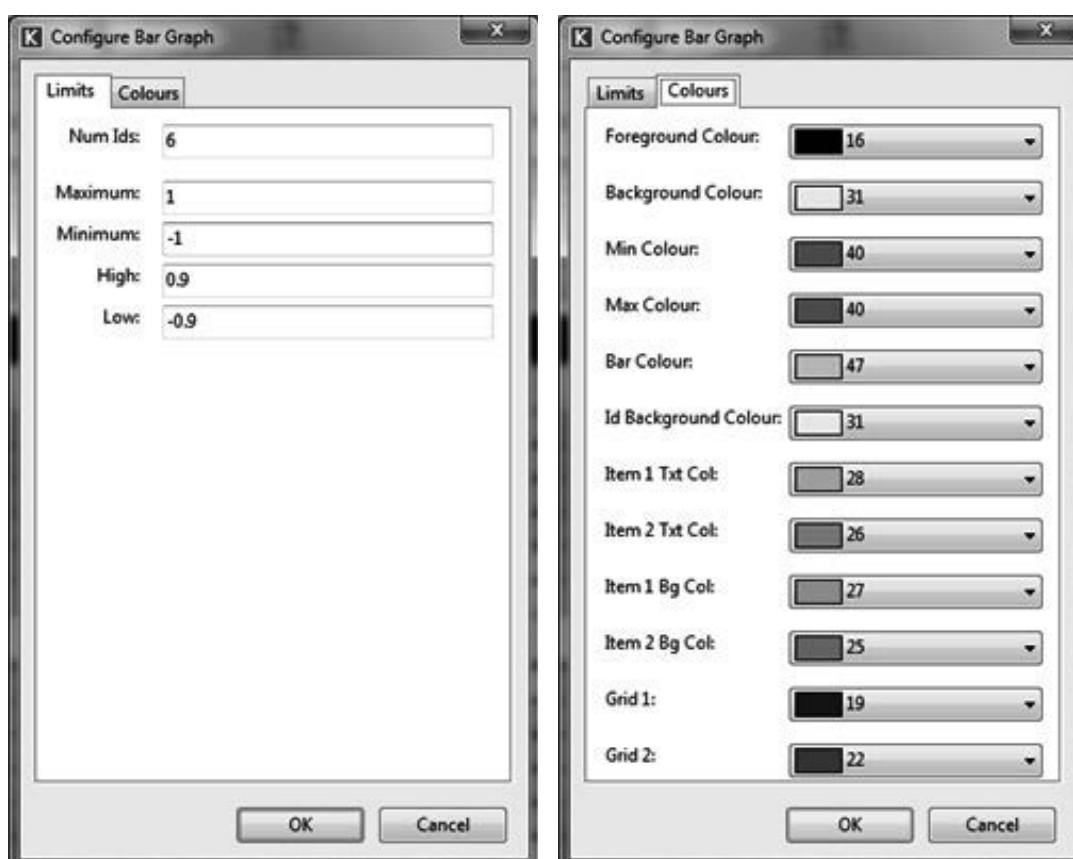 K Configure Bar Graph
Limits Colours
Num Ids: 6
Maximum: 1
Minimum: -1
High: 0.9
Low: -0.9
OK Cancel
K Configure Bar Graph
Limits Colours
Foreground Colour: 16
Background Colour: 31
Min Colour: 40
Max Colour: 40
Bar Colour: 47
Id Background Colour: 31
Item 1 Txt Col: 28
Item 2 Txt Col: 26
Item 1 Bg Col: 27
Item 2 Bg Col: 25
Grid 1: 19
Grid 2: 22
OK Cancel